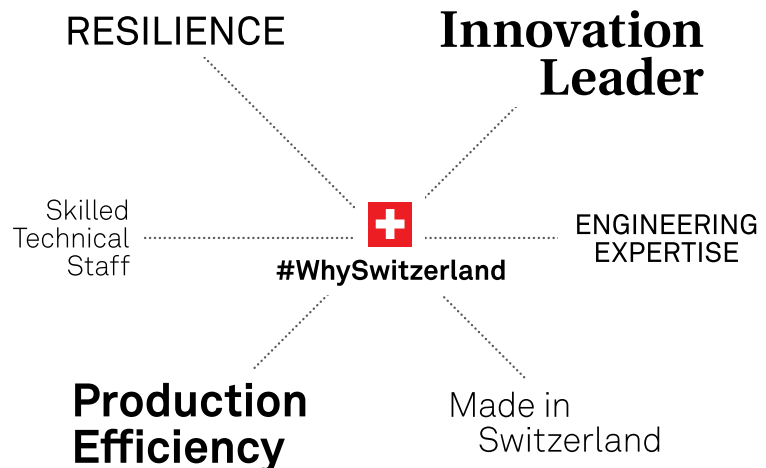 RESILIENCE
Innovation
Leader
Skilled
Technical
Staff
#WhySwitzerland
ENGINEERING
EXPERTISE
Production
Efficiency
Made in
Switzerland